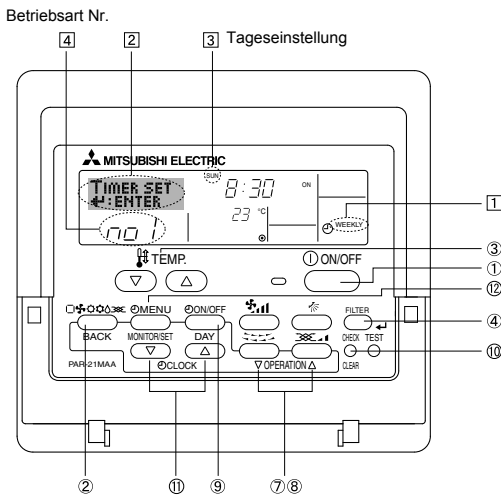 Betriebsart Nr.
4 2 3 Tageseinstellung
MITSUBISHI ELECTRIC
SUN
TIMER SET 8:30 ON
:ENTER
23 °C WEEKLY 1
no 1
TEMP. ON/OFF ③
①
⑫
MENU ON/OFF FILTER
④
BACK MONITOR/SET DAY CHECK TEST
⑩
PAR-21MAA CLOCK OPERATION CLEAR
② ⑪ ⑨ ⑦ ⑧